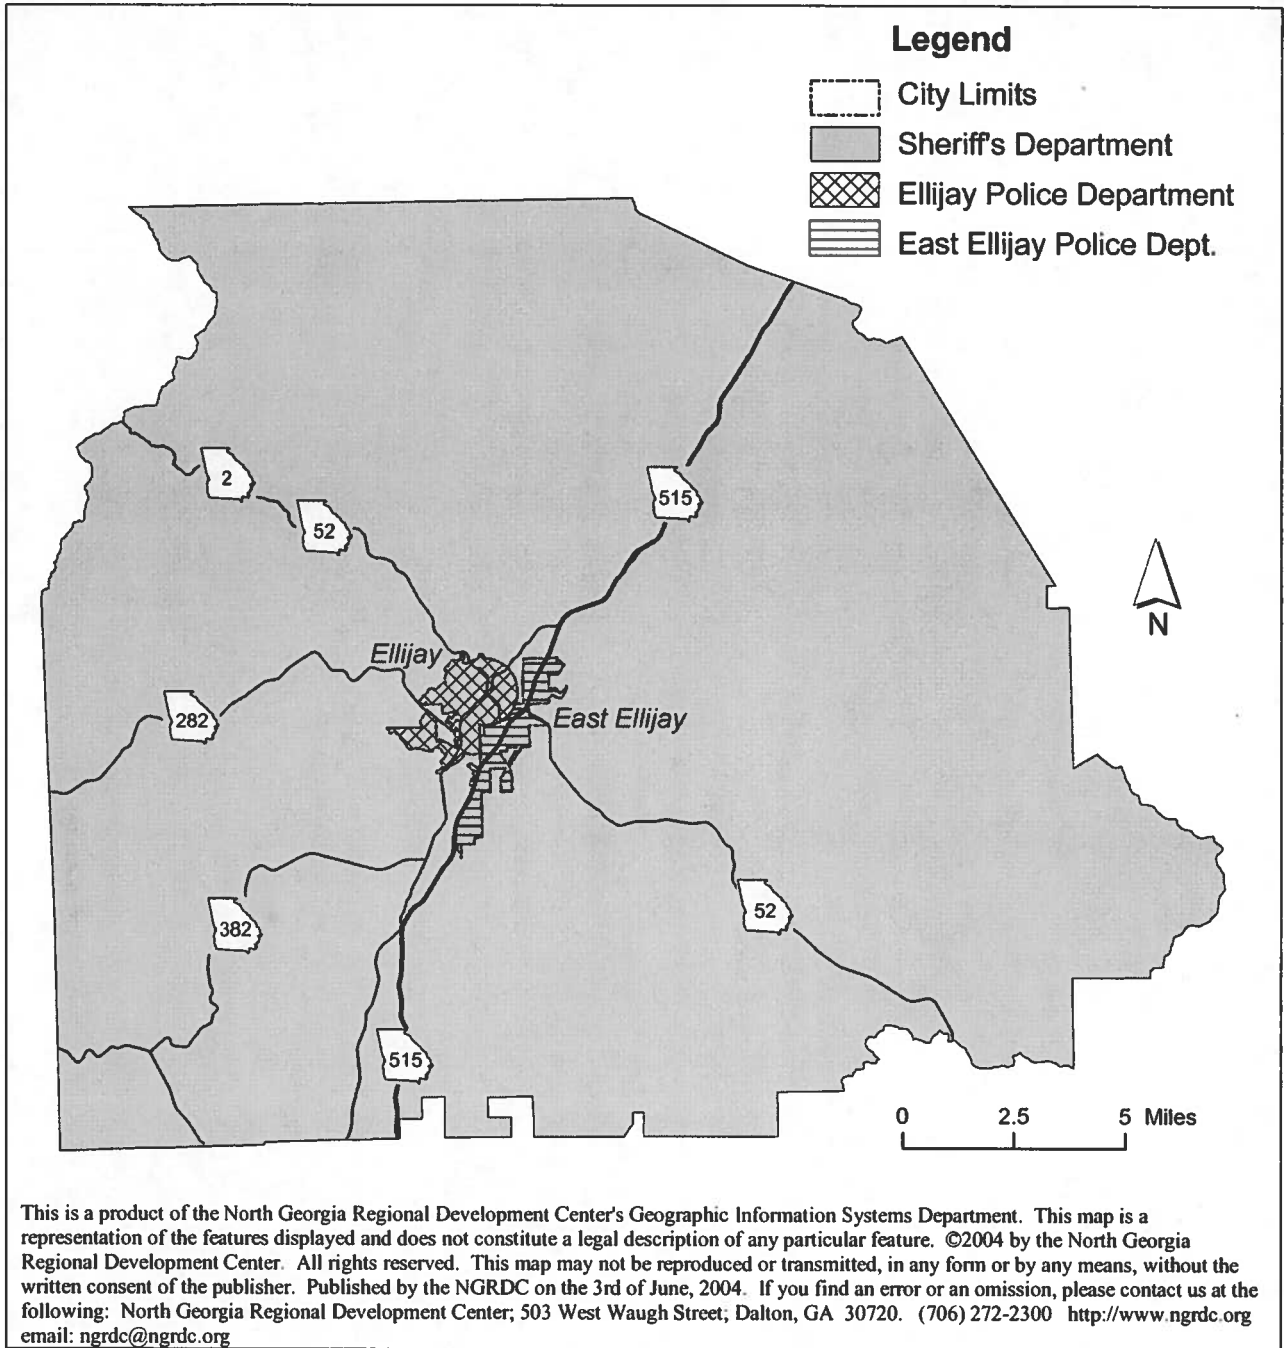 Legend
City Limits
Sheriff's Department
Ellijay Police Department
East Ellijay Police Dept.
2
515
52
N
Ellijay
282
East Ellijay
52
382
515
0 2.5 5 Miles
This is a product of the North Georgia Regional Development Center's Geographic Information Systems Department. This map is a
representation of the features displayed and does not constitute a legal description of any particular feature. ©2004 by the North Georgia
Regional Development Center. All rights reserved. This map may not be reproduced or transmitted, in any form or by any means, without the
written consent of the publisher. Published by the NGRDC on the 3rd of June, 2004. If you find an error or an omission, please contact us at the
following: North Georgia Regional Development Center; 503 West Waugh Street; Dalton, GA 30720. (706) 272-2300 http://www.ngrdc.org
email: ngrdc@ngrdc.org